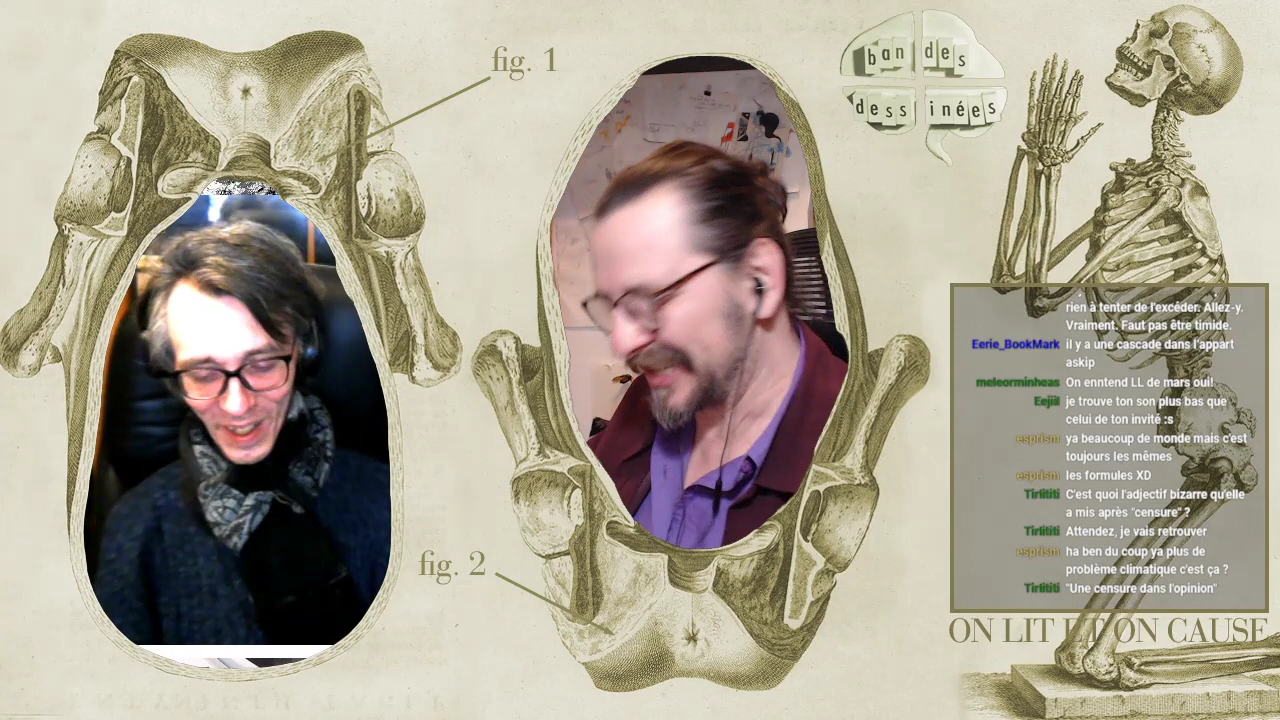 fig. 1
bandes
dessinées
rien à tenter de l'excéder. Allez-y.
Vraiment. Faut pas être timide.
Eerie_BookMark il y a une cascade dans l'appart
askip
meleorminheas On enntend LL de mars oui!
Eejiil je trouve ton son plus bas que
celui de ton invité :s
esprism ya beaucoup de monde mais c'est
toujours les mêmes
esprism les formules XD
Tirlititi C'est quoi l'adjectif bizarre qu'elle
a mis après "censure" ?
Tirlititi Attendez, je vais retrouver
esprism ha ben du coup ya plus de
problème climatique c'est ça ?
Tirlititi "Une censure dans l'opinion"
fig. 2
ON LIT ET ON CAUSE